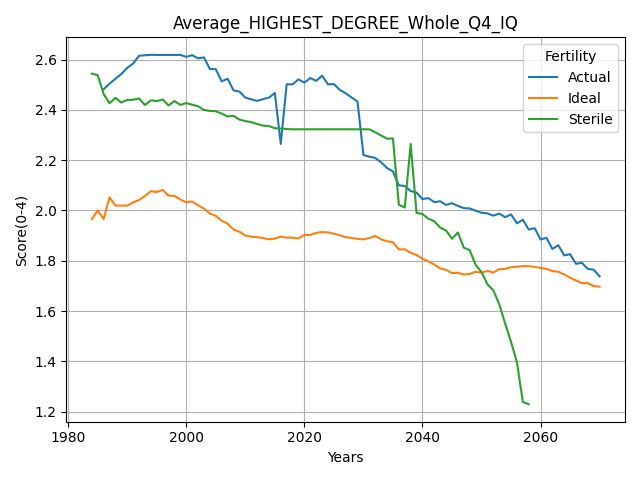 Average_HIGHEST_DEGREE_Whole_Q4_IQ
Fertility
Actual
Ideal
Sterile
Score(0-4)
2.6
2.4
2.2
2.0
1.8
1.6
1.4
1.2
1980
2000
2020
2040
2060
Years